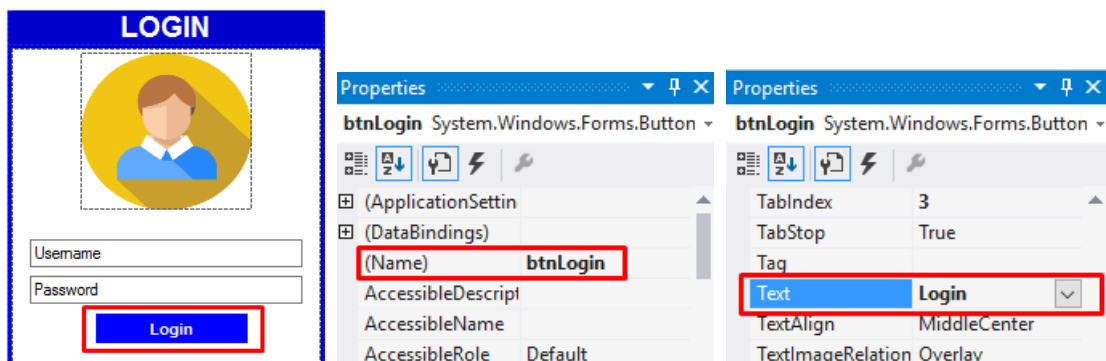 LOGIN
Username
Password
Login
Properties
btnLogin System.Windows.Forms.Button
(ApplicationSettin
(DataBindings)
(Name) btnLogin
AccessibleDescript
AccessibleName
AccessibleRole Default
Properties
btnLogin System.Windows.Forms.Button
TabIndex 3
TabStop True
Tag
Text Login
TextAlign MiddleCenter
TextImageRelation Overlay